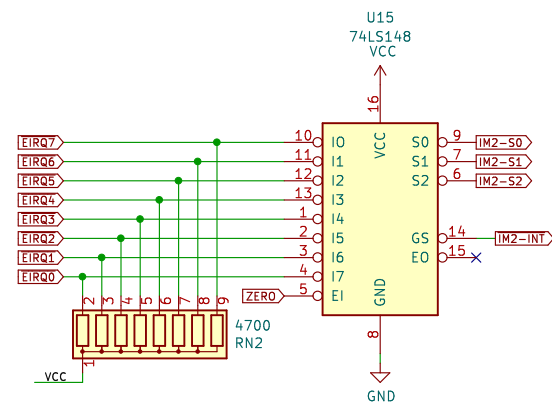 U15
74LS148
VCC
16
EIRQ7 10 I0 VCC S0 9 IM2-S0
EIRQ6 11 I1 S1 7 IM2-S1
EIRQ5 12 I2 S2 6 IM2-S2
EIRQ4 13 I3
EIRQ3 1 I4
EIRQ2 2 I5 GS 14 IM2-INT
EIRQ1 3 I6 EO 15
EIRQ0 4 I7
ZERO 5 EI GND
2 3 4 5 6 7 8 9
4700
RN2
1
8
VCC
GND